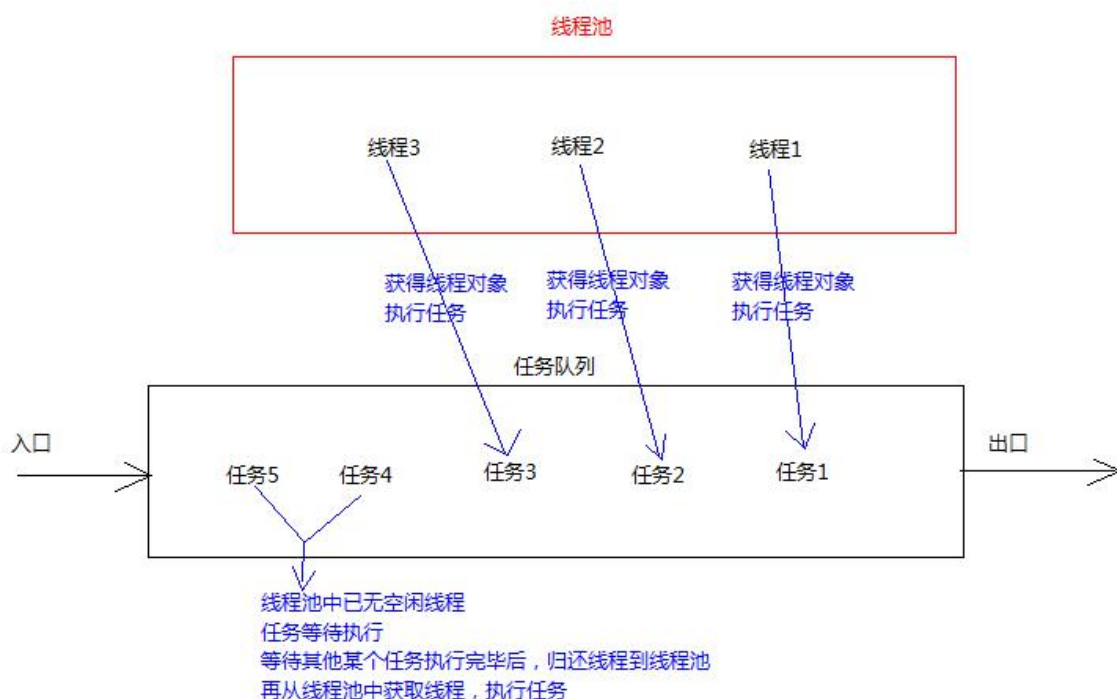 线程池
线程3
线程2
线程1
获得线程对象
执行任务
获得线程对象
执行任务
获得线程对象
执行任务
任务队列
入口
出口
任务5
任务4
任务3
任务2
任务1
线程池中已无空闲线程
任务等待执行
等待其他某个任务执行完毕后，归还线程到线程池
再从线程池中获取线程，执行任务